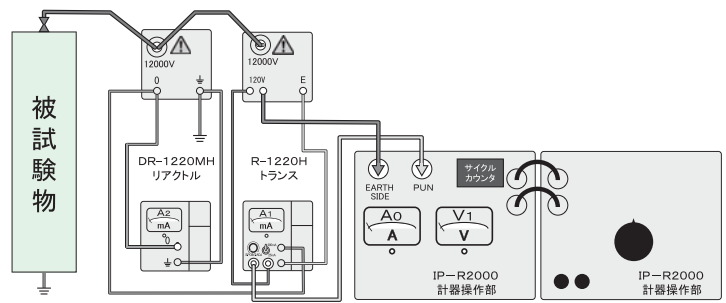 被試験物
12000V
0
12000V
120V
E
DR-1220MH
リアクトル
R-1220H
トランス
A2
mA
0
A1
mA
EARTH
SIDE
PUN
サイクル
カウンタ
A0
A
V1
V
IP-R2000
計器操作部
IP-R2000
計器操作部